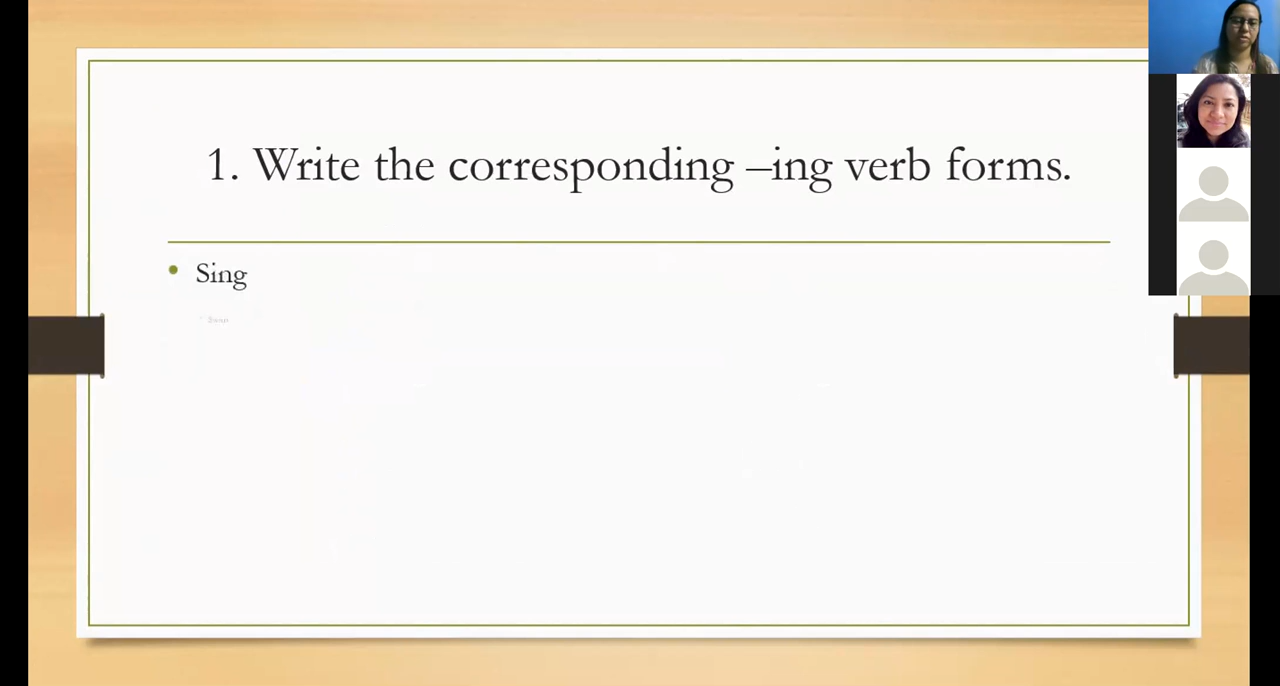 1. Write the corresponding –ing verb forms.
• Sing